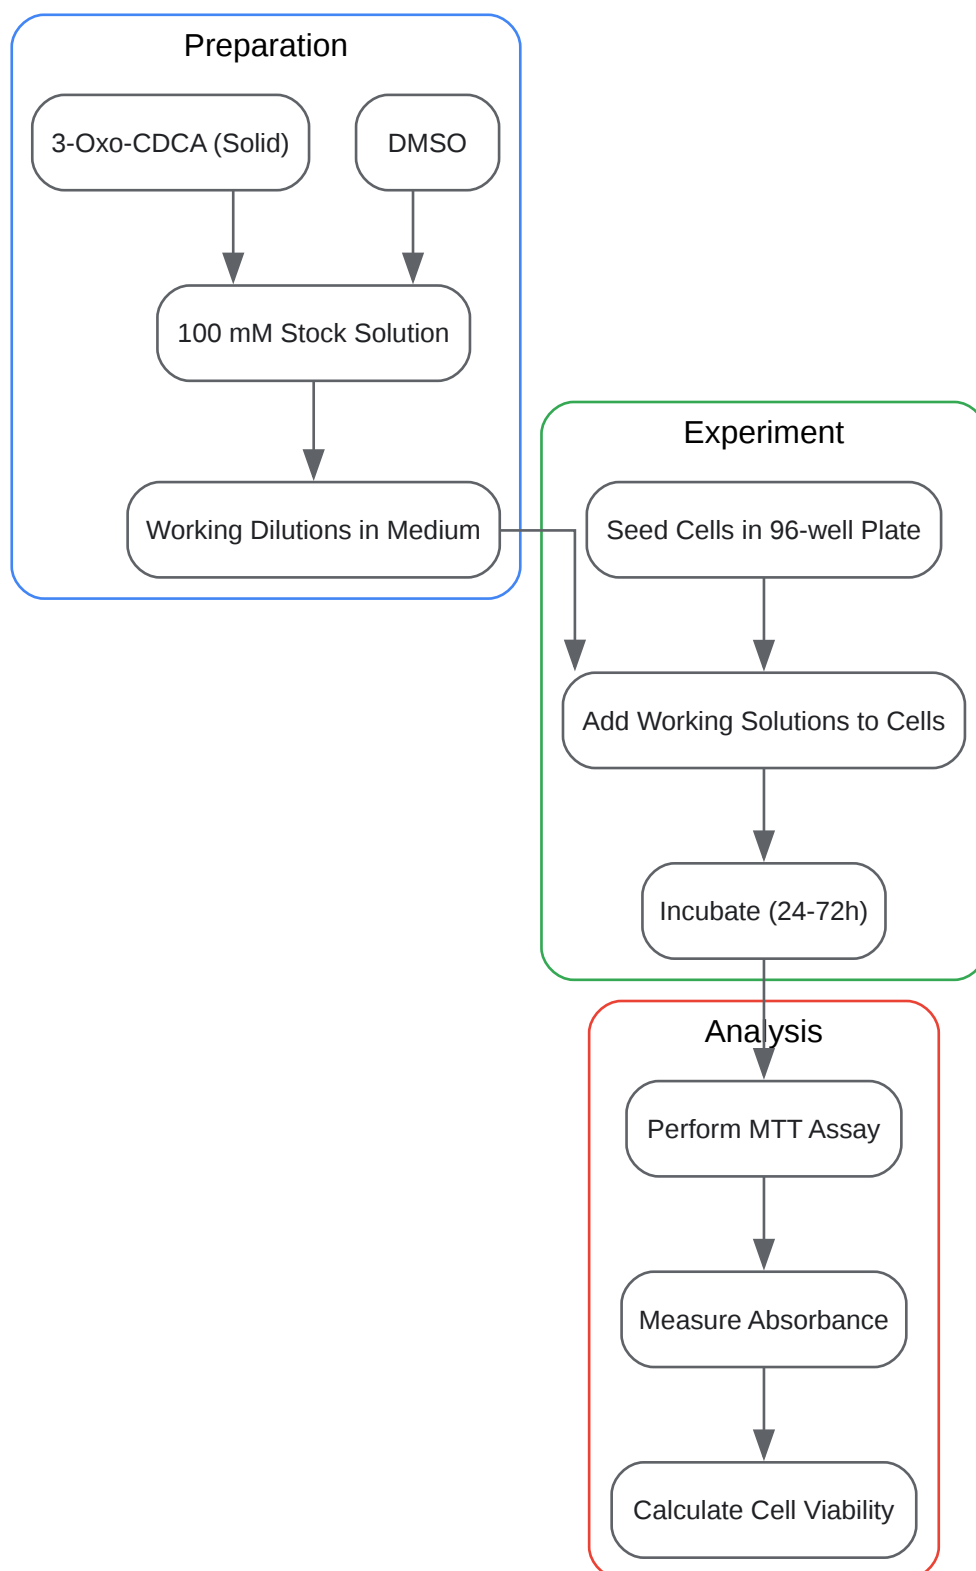 Preparation
3-Oxo-CDCA (Solid)
DMSO
100 mM Stock Solution
Working Dilutions in Medium
Experiment
Seed Cells in 96-well Plate
Add Working Solutions to Cells
Incubate (24-72h)
Analysis
Perform MTT Assay
Measure Absorbance
Calculate Cell Viability